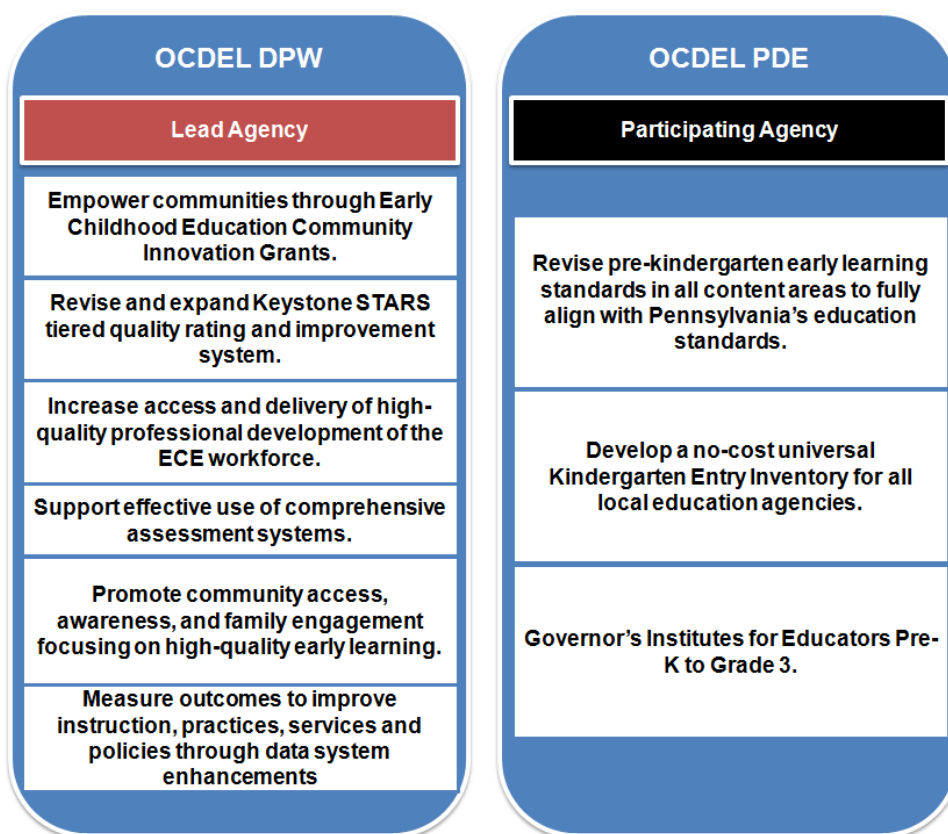 OCDEL DPW
Lead Agency
Empower communities through Early
Childhood Education Community
Innovation Grants.
Revise and expand Keystone STARS
tiered quality rating and improvement
system.
Increase access and delivery of high-
quality professional development of the
ECE workforce.
Support effective use of comprehensive
assessment systems.
Promote community access,
awareness, and family engagement
focusing on high-quality early learning.
Measure outcomes to improve
instruction, practices, services and
policies through data system
enhancements
OCDEL PDE
Participating Agency
Revise pre-kindergarten early learning
standards in all content areas to fully
align with Pennsylvania's education
standards.
Develop a no-cost universal
Kindergarten Entry Inventory for all
local education agencies.
Governor's Institutes for Educators Pre-
K to Grade 3.